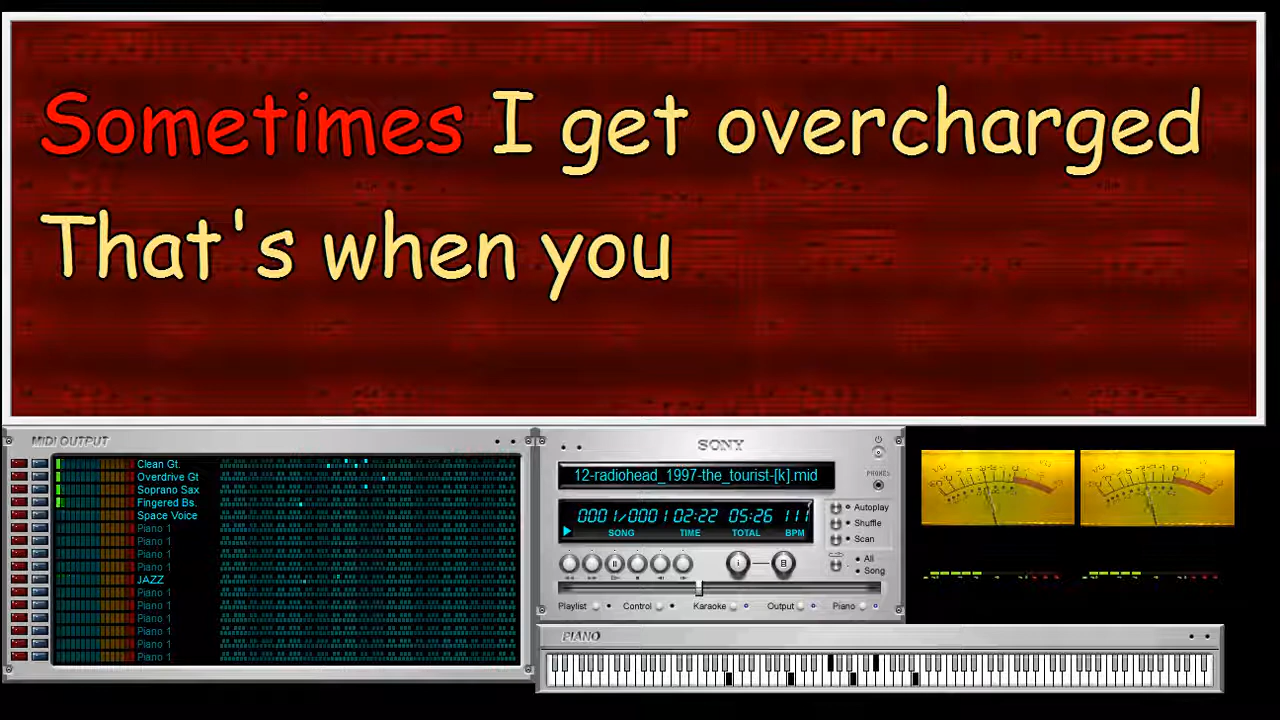 Sometimes I get overcharged
That's when you
MIDI OUTPUT
Clean Gt.
Overdrive Gt
Soprano Sax
Fingered Bs.
Space Voice
Piano 1
Piano 1
Piano 1
Piano 1
JAZZ
Piano 1
Piano 1
Piano 1
Piano 1
Piano 1
Piano 1
SONY
12-radiohead_1997-the_tourist-[k].mid
PHONES
0001/0001 02:22 05:26 111
SONG TIME TOTAL BPM
Autoplay
Shuffle
Scan
All
Song
Playlist Control Karaoke Output Piano
PIANO
VU
VU